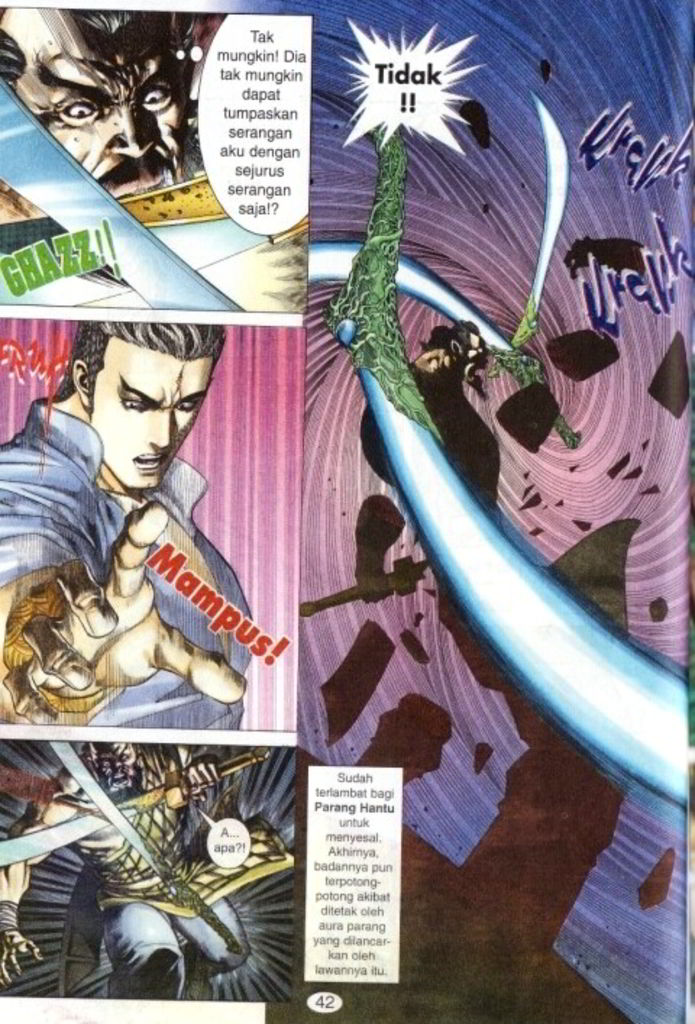 Tak
mungkin! Dia
tak mungkin
dapat
tumpaskan
serangan
aku dengan
sejurus
serangan
saja!?
GHAZZ!!
Mampus!
A...
apa?!
Tidak
!!
Kraak
Kraak
Sudah
terlambat bagi
Parang Hantu
untuk
menyesal.
Akhirnya,
badannya pun
terpotong-
potong akibat
ditetak oleh
aura parang
yang dilancar-
kan oleh
lawannya itu.
42